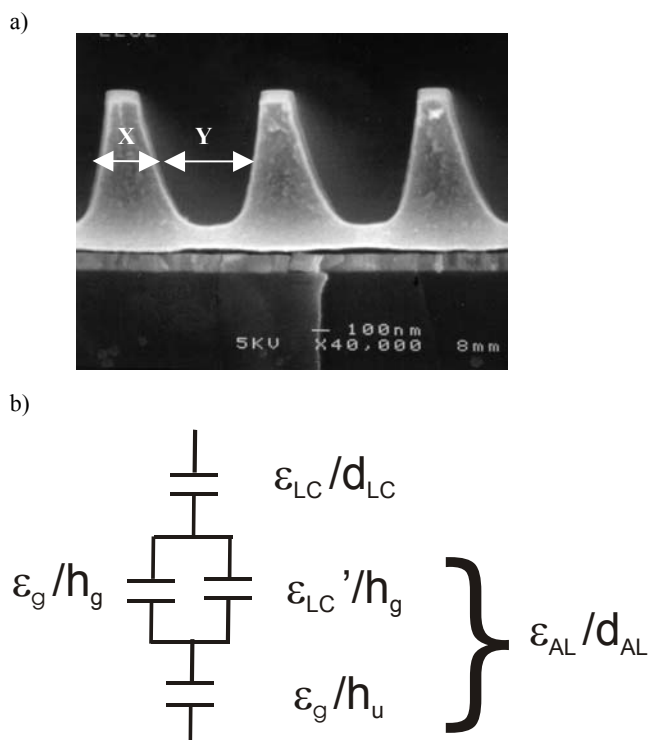 a)
X Y
100nm
5KV X40,000 8mm
b)
εLC/dLC
εg/hg εLC’/hg
εAL/dAL
εg/hu